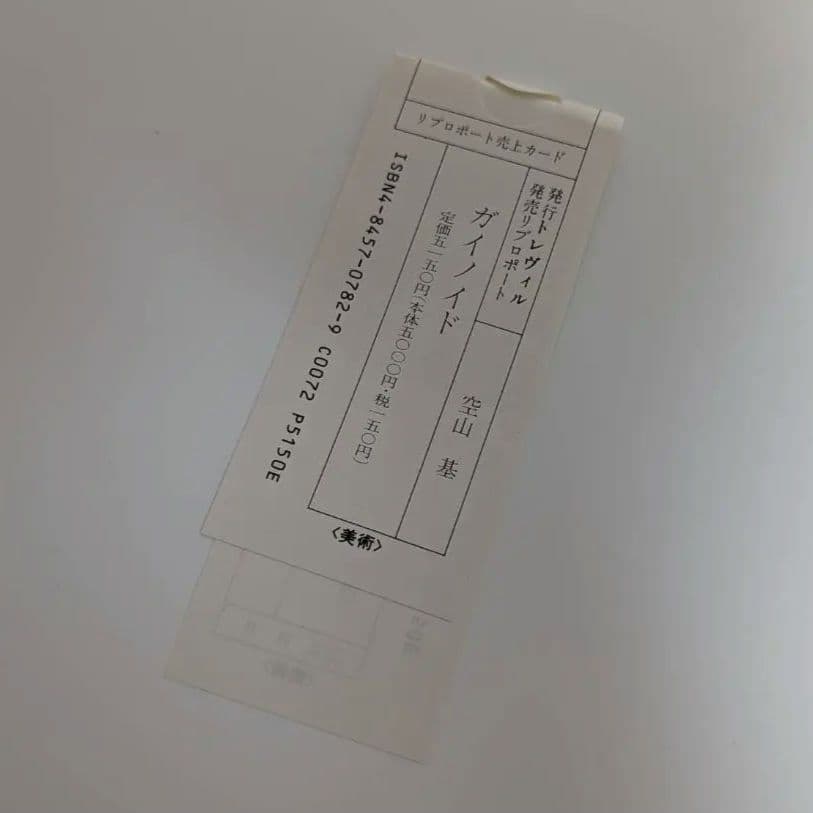 リブロポート売上カード
発行トレヴィル
発売リブロポート
空山 基
ガイノイド
定価五一五〇円(本体五〇〇〇円・税一五〇円)
ISBN4-8457-0782-9 C0072 P5150E
〈美術〉